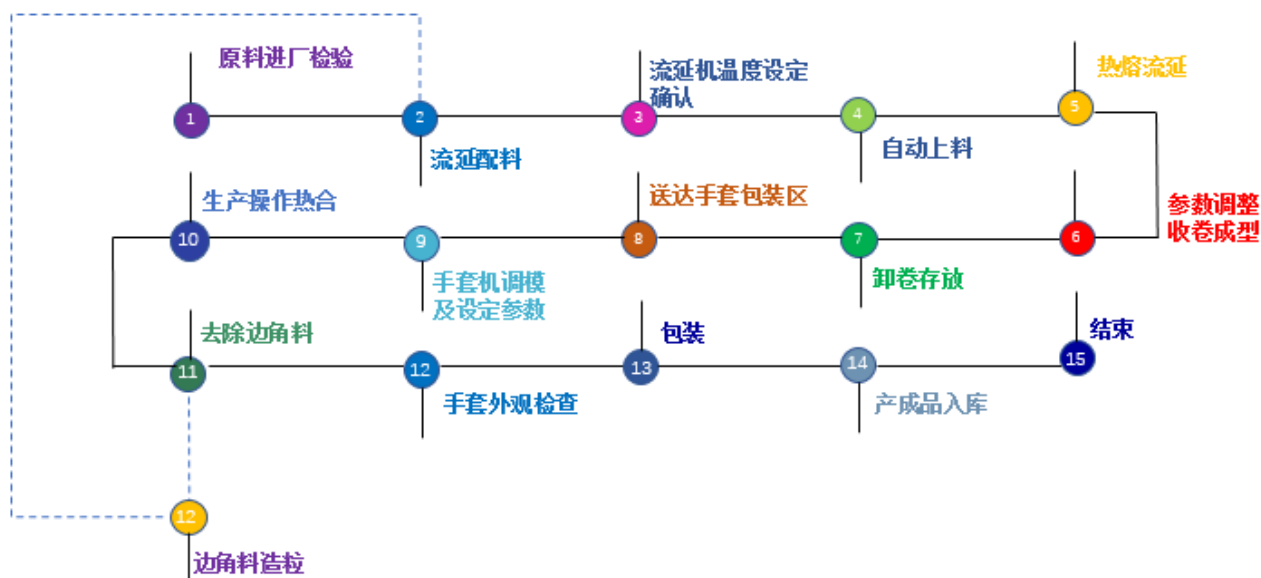 原料进厂检验
1
2
流延配料
流延机温度设定
确认
3
4
自动上料
热熔流延
5
参数调整
收卷成型
6
7
卸卷存放
送达手套包装区
8
9
手套机调模
及设定参数
生产操作热合
10
去除边角料
11
12
手套外观检查
包装
13
14
产成品入库
结束
15
12
边角料造粒